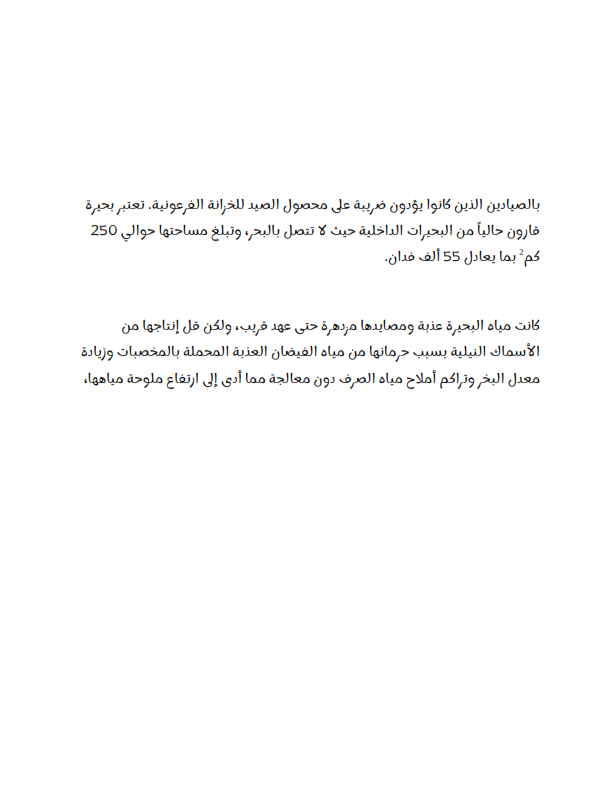 بالصيادين الذين كانوا يؤدون ضريبة على محصول الصيد للخزانة الفرعونية. تعتبر بحيرة
قارون حالياً من البحيرات الداخلية حيث لا تتصل بالبحر، وتبلغ مساحتها حوالي 250
كم² بما يعادل 55 ألف فدان.
كانت مياه البحيرة عذبة ومصايدها مزدهرة حتى عهد قريب، ولكن قل إنتاجها من
الأسماك النيلية بسبب حرمانها من مياه الفيضان العذبة المحملة بالمخصبات وزيادة
معدل البخر وتراكم أملاح مياه الصرف دون معالجة مما أدى إلى ارتفاع ملوحة مياهها،